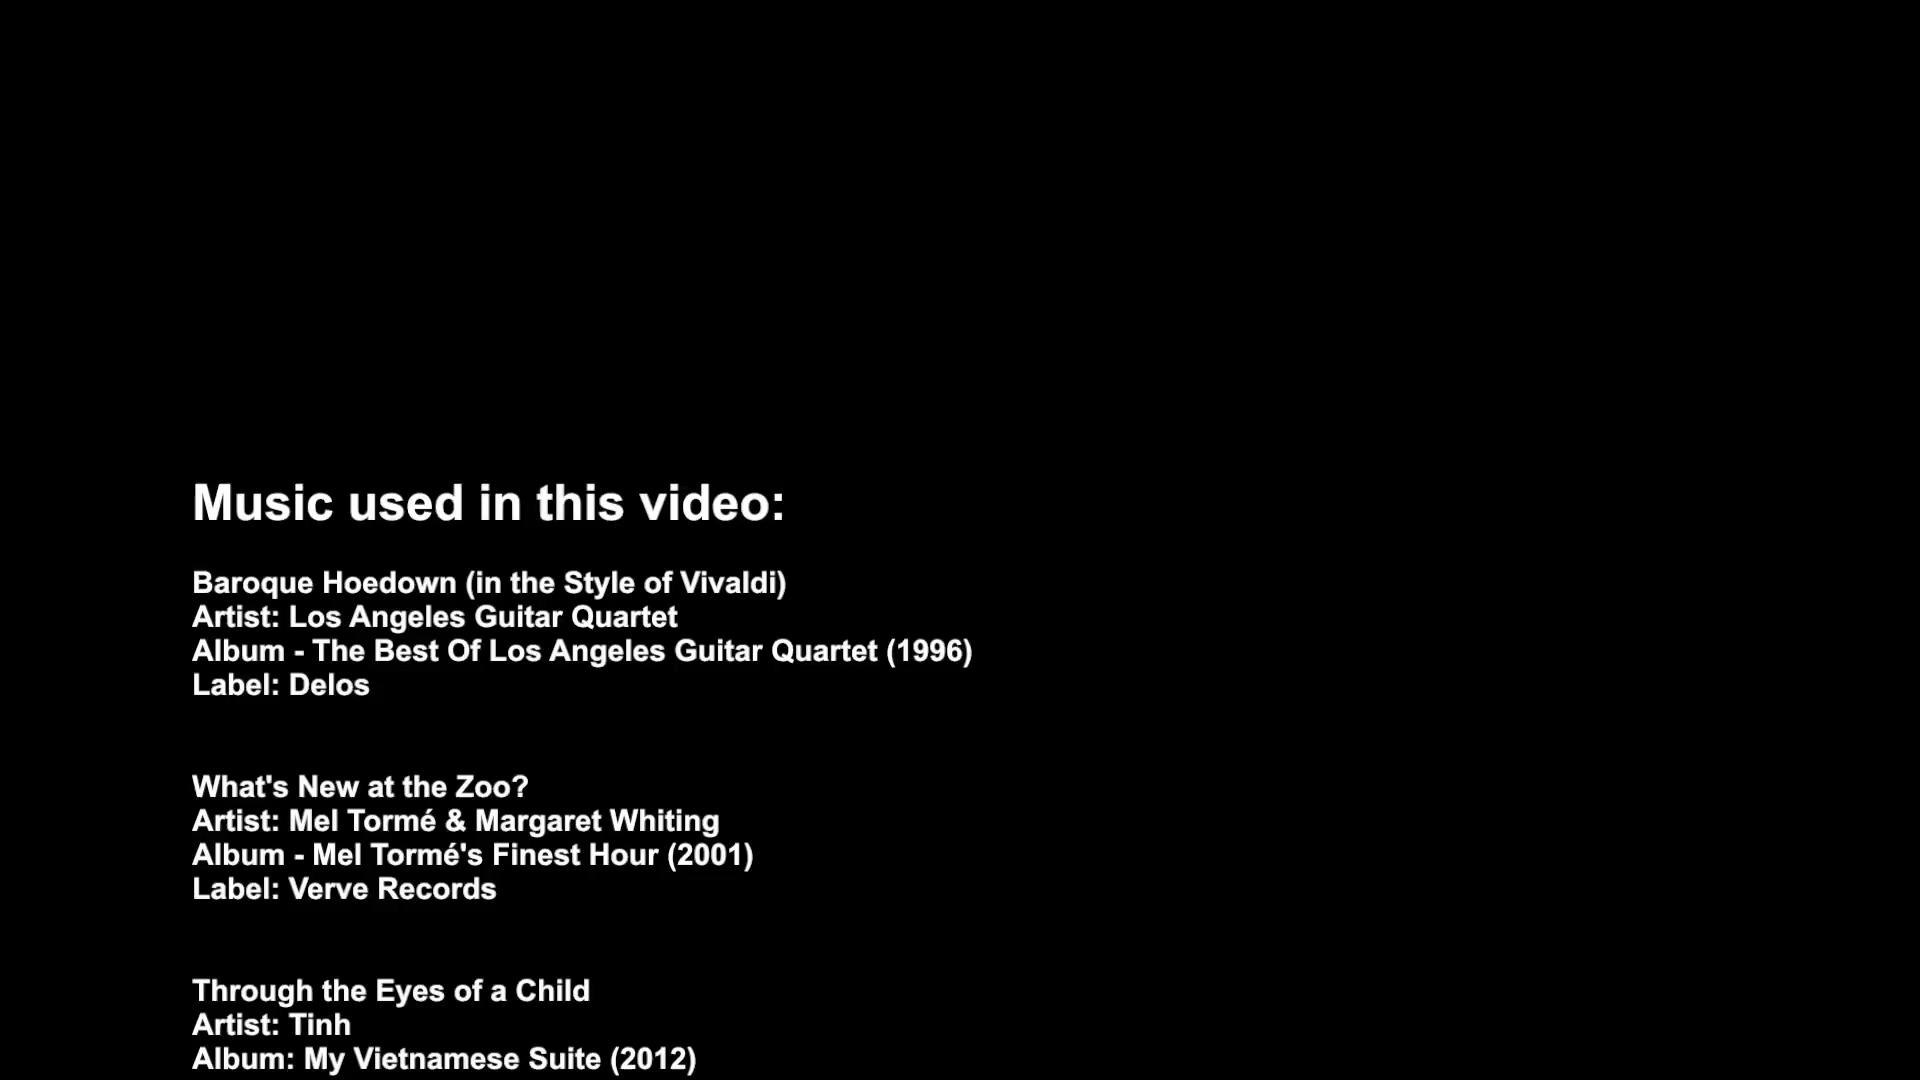 Music used in this video:
Baroque Hoedown (in the Style of Vivaldi)
Artist: Los Angeles Guitar Quartet
Album - The Best Of Los Angeles Guitar Quartet (1996)
Label: Delos
What's New at the Zoo?
Artist: Mel Tormé & Margaret Whiting
Album - Mel Tormé's Finest Hour (2001)
Label: Verve Records
Through the Eyes of a Child
Artist: Tinh
Album: My Vietnamese Suite (2012)